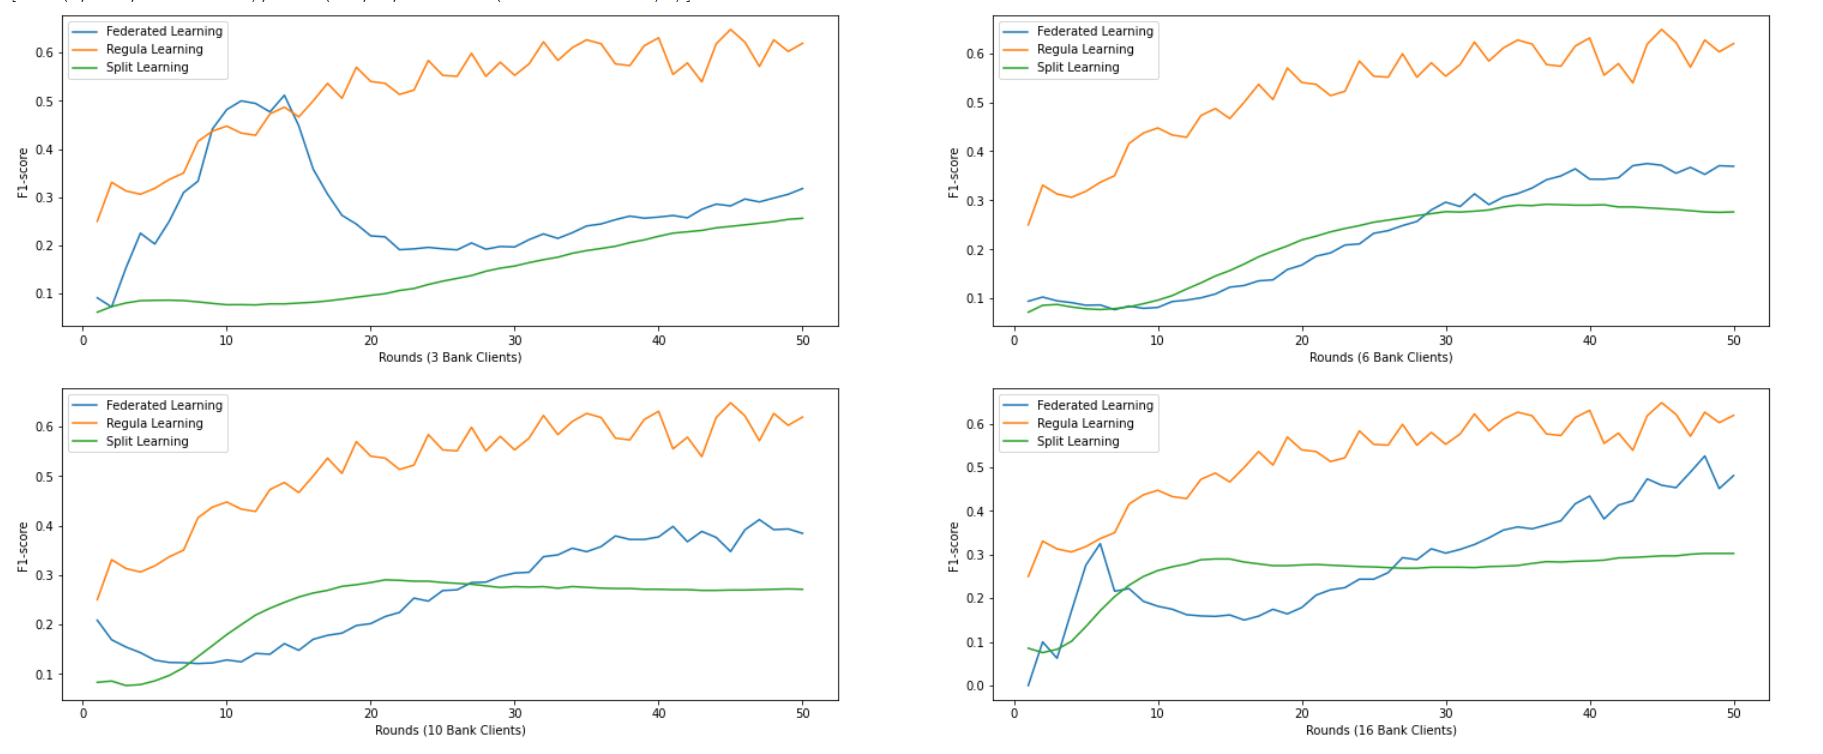 Federated Learning
Regula Learning
Split Learning
0.6
0.5
0.4
0.3
0.2
0.1
F1-score
0 10 20 30 40 50
Rounds (3 Bank Clients)
Federated Learning
Regula Learning
Split Learning
0.6
0.5
0.4
0.3
0.2
0.1
F1-score
0 10 20 30 40 50
Rounds (6 Bank Clients)
Federated Learning
Regula Learning
Split Learning
0.6
0.5
0.4
0.3
0.2
0.1
F1-score
0 10 20 30 40 50
Rounds (10 Bank Clients)
Federated Learning
Regula Learning
Split Learning
0.6
0.5
0.4
0.3
0.2
0.1
0.0
F1-score
0 10 20 30 40 50
Rounds (16 Bank Clients)